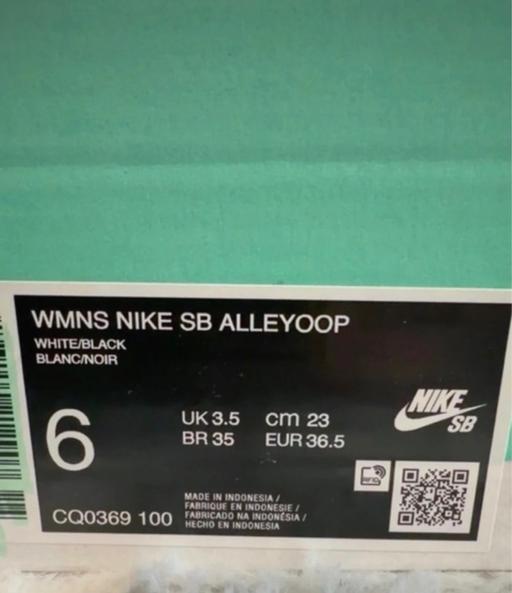 WMNS NIKE SB ALLEYOOP
WHITE/BLACK
BLANC/NOIR
6
UK 3.5 cm 23
BR 35 EUR 36.5
NIKE
SB
RFID
CQ0369 100
MADE IN INDONESIA /
FABRIQUE EN INDONESIE /
FABRICADO NA INDONÉSIA /
HECHO EN INDONESIA